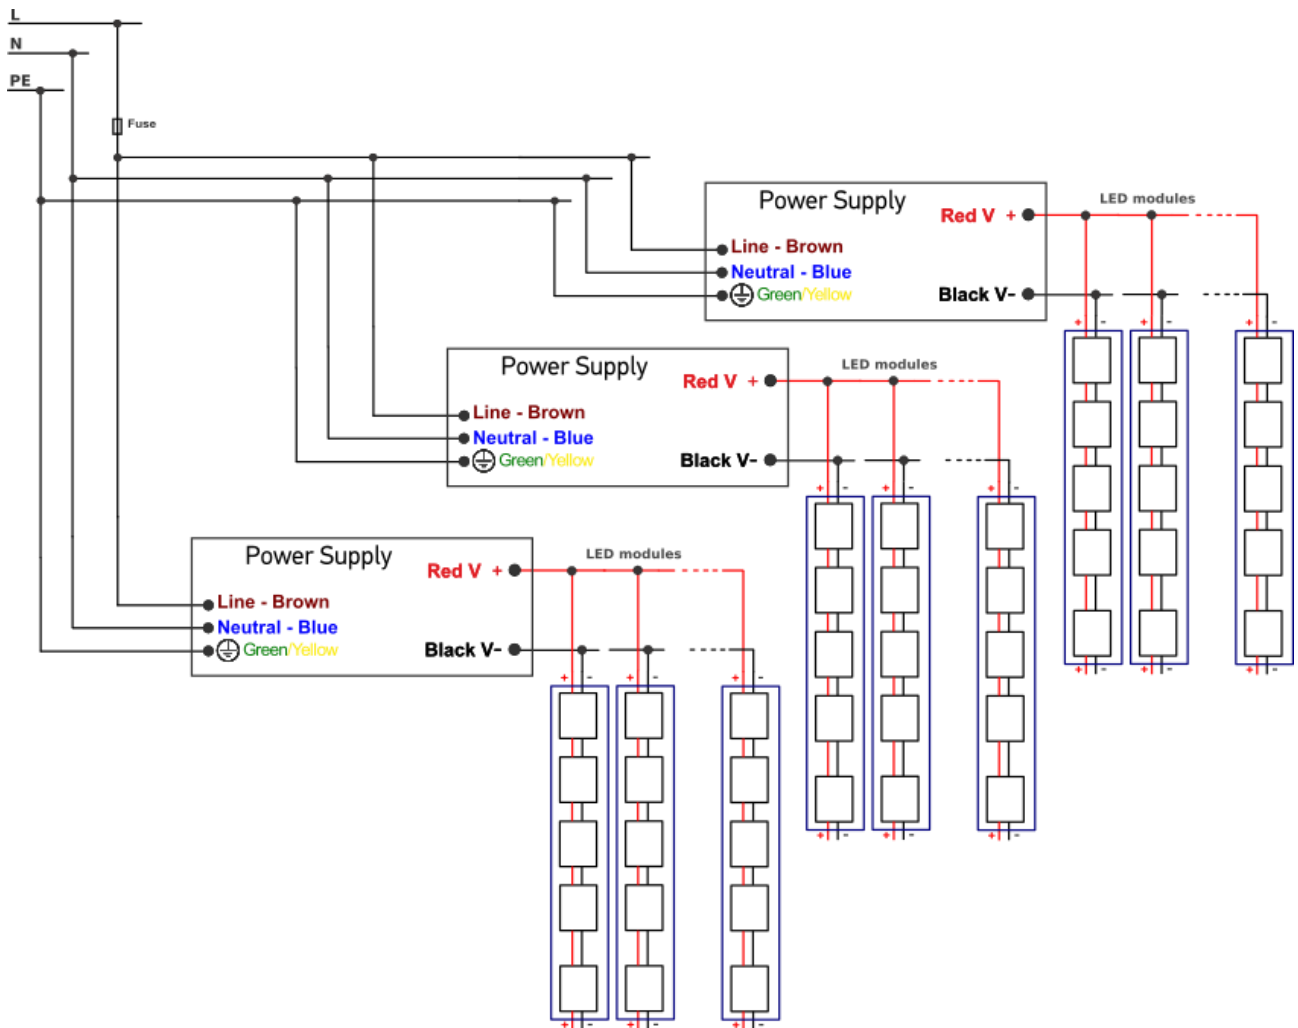 L
N
PE
Fuse
Power Supply
Red V +
LED modules
Line - Brown
Neutral - Blue
Green/Yellow
Black V-
+ -
+ -
+ -
+ -
+ -
+ -
Power Supply
Red V +
LED modules
Line - Brown
Neutral - Blue
Green/Yellow
Black V-
+ -
+ -
+ -
+ -
+ -
+ -
Power Supply
Red V +
LED modules
Line - Brown
Neutral - Blue
Green/Yellow
Black V-
+ -
+ -
+ -
+ -
+ -
+ -